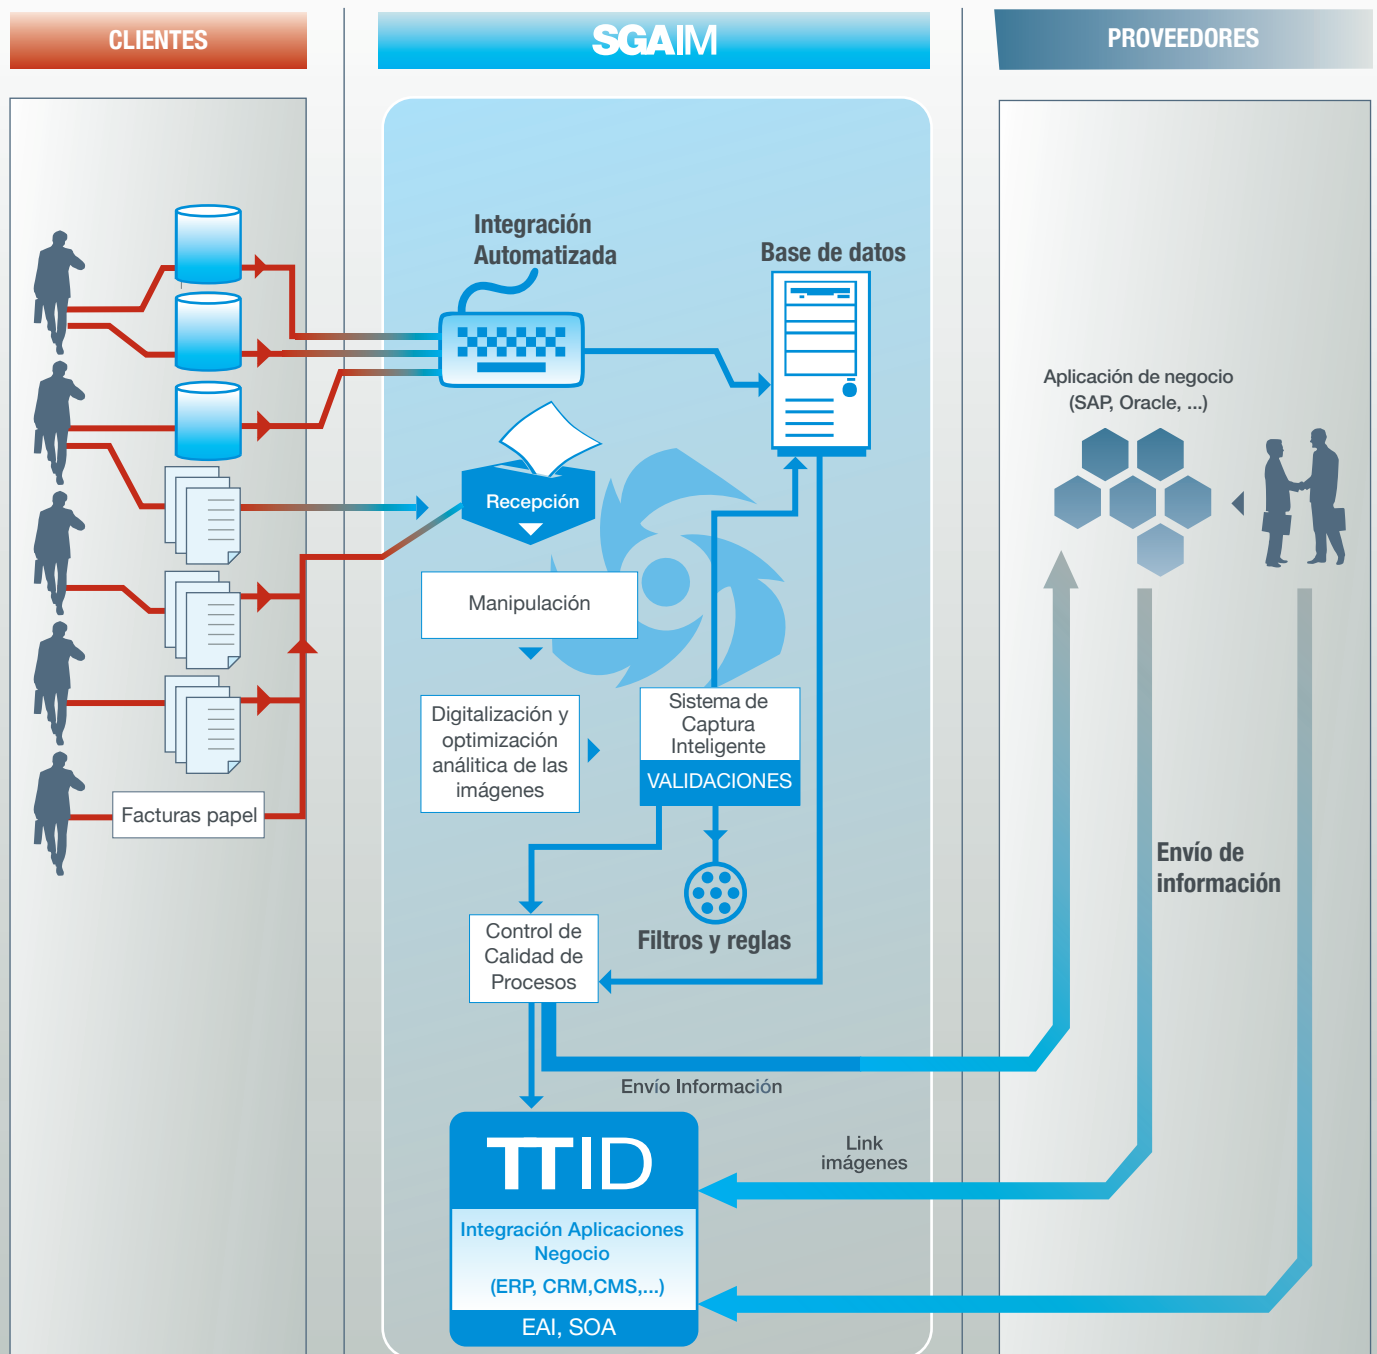 CLIENTES
SGAIM
PROVEEDORES
Integración
Automatizada
Base de datos
Aplicación de negocio
(SAP, Oracle, ...)
Recepción
Manipulación
Digitalización y
optimización
análitica de las
imágenes
Sistema de
Captura
Inteligente
VALIDACIONES
Facturas papel
Filtros y reglas
Control de
Calidad de
Procesos
Envío de
información
Envío Información
Link
imágenes
TTID
Integración Aplicaciones
Negocio
(ERP, CRM,CMS,...)
EAI, SOA